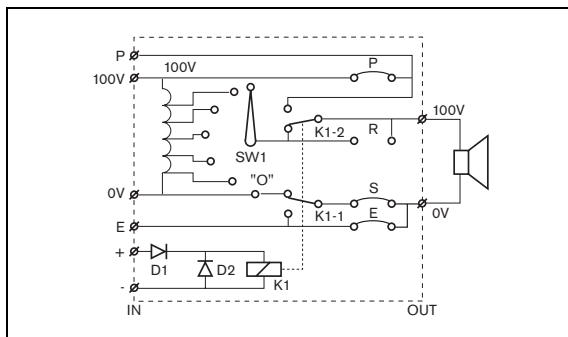 P
100V
100V
P
100V
K1-2
R
SW1
"O"
0V
S
0V
K1-1
E
E
+
D1
D2
-
K1
IN
OUT